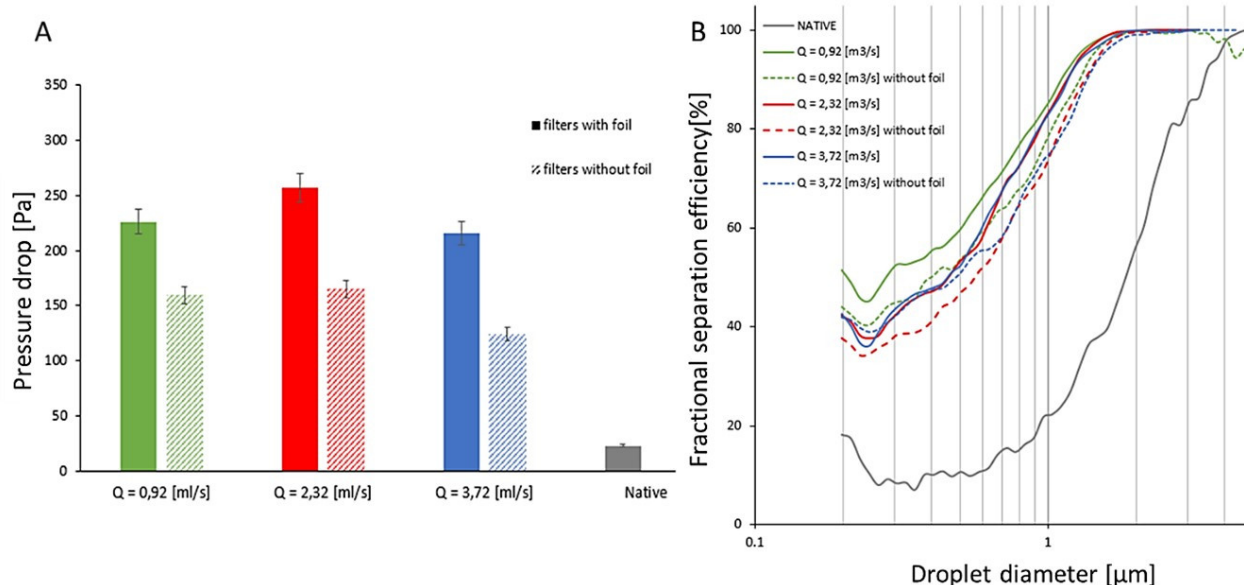 A
Pressure drop [Pa]
350
300
250
200
150
100
50
0
filters with foil
filters without foil
Q = 0,92 [ml/s]
Q = 2,32 [ml/s]
Q = 3,72 [ml/s]
Native
B
Fractional separation efficiency[%]
100
80
60
40
20
0
NATIVE
Q = 0,92 [m3/s]
Q = 0,92 [m3/s] without foil
Q = 2,32 [m3/s]
Q = 2,32 [m3/s] without foil
Q = 3,72 [m3/s]
Q = 3,72 [m3/s] without foil
0.1
1
Droplet diameter [µm]